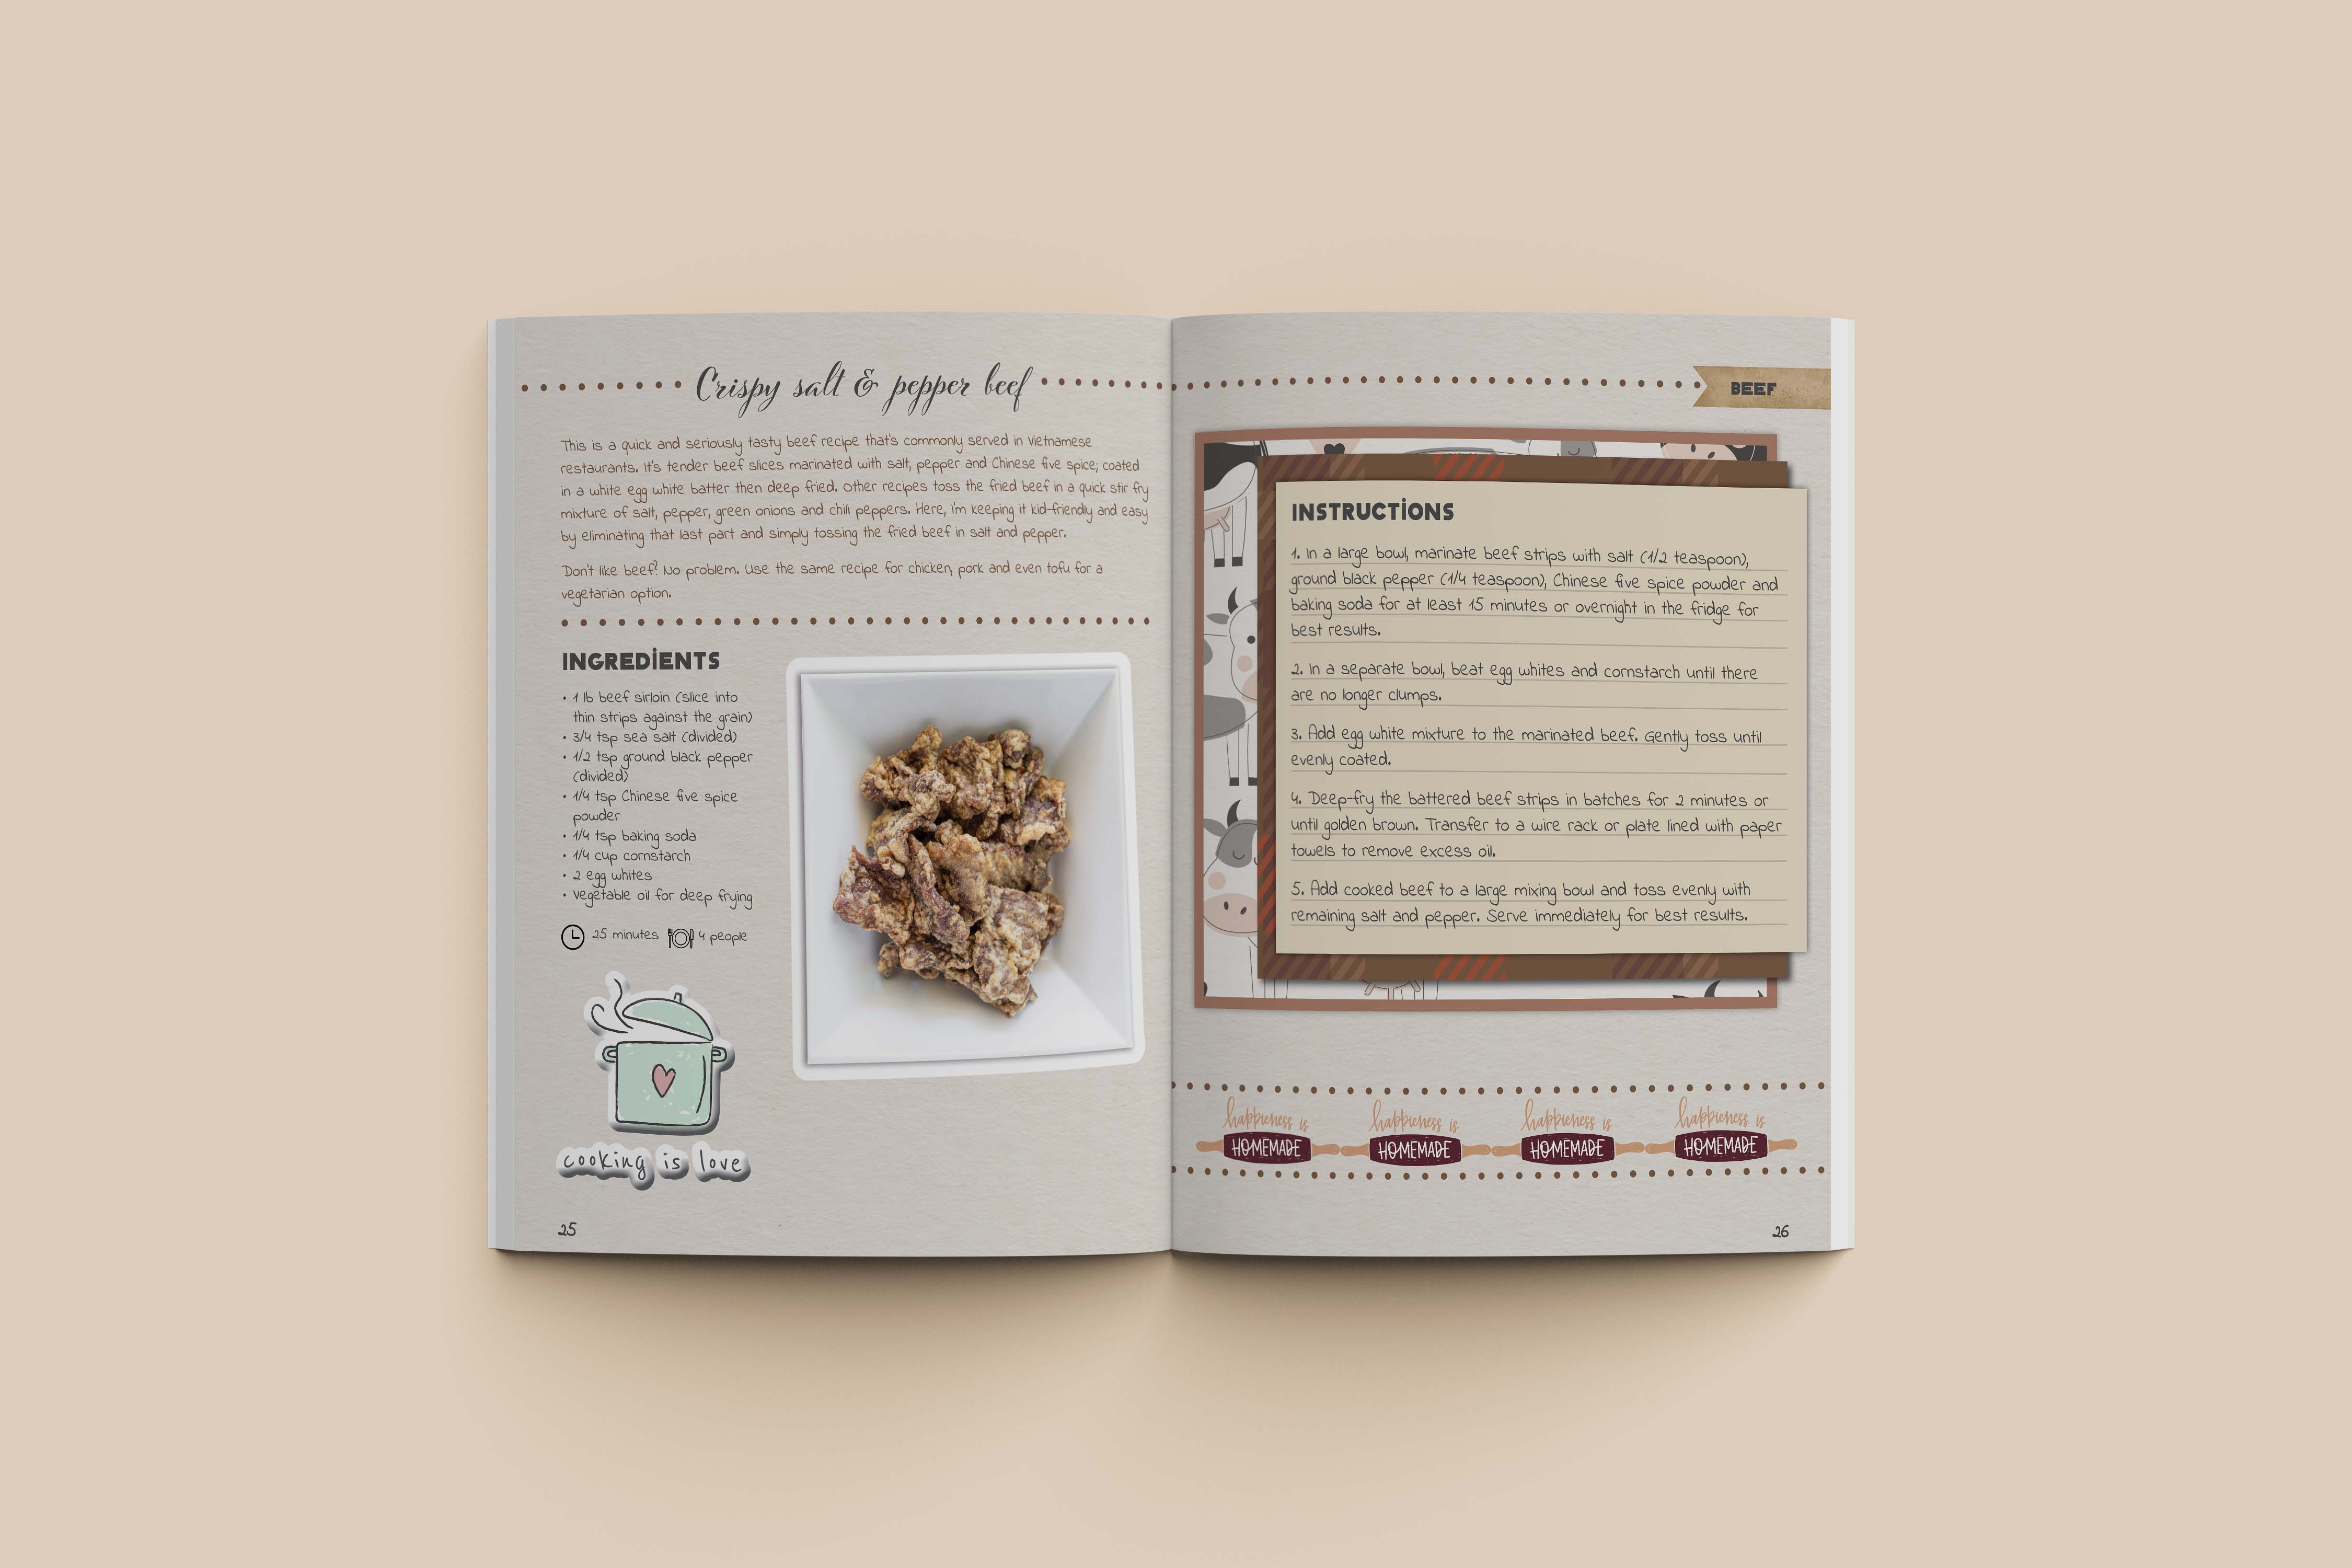 Crispy salt & pepper beef
This is a quick and seriously tasty beef recipe that's commonly served in Vietnamese
restaurants. It's tender beef slices marinated with salt, pepper and Chinese five spice; coated
in a white egg white batter then deep fried. Other recipes toss the fried beef in a quick stir fry
mixture of salt, pepper, green onions and chili peppers. Here, I'm keeping it kid-friendly and easy
by eliminating that last part and simply tossing the fried beef in salt and pepper.
Don't like beef? No problem. Use the same recipe for chicken, pork and even tofu for a
vegetarian option.
INGREDIENTS
• 1 lb beef sirloin (slice into
thin strips against the grain)
• 3/4 tsp sea salt (divided)
• 1/2 tsp ground black pepper
(divided)
• 1/4 tsp Chinese five spice
powder
• 1/4 tsp baking soda
• 1/4 cup cornstarch
• 2 egg whites
• Vegetable oil for deep frying
25 minutes 4 people
cooking is love
25
BEEF
INSTRUCTIONS
1. In a large bowl, marinate beef strips with salt (1/2 teaspoon),
ground black pepper (1/4 teaspoon), Chinese five spice powder and
baking soda for at least 15 minutes or overnight in the fridge for
best results.
2. In a separate bowl, beat egg whites and cornstarch until there
are no longer clumps.
3. Add egg white mixture to the marinated beef. Gently toss until
evenly coated.
4. Deep-fry the battered beef strips in batches for 2 minutes or
until golden brown. Transfer to a wire rack or plate lined with paper
towels to remove excess oil.
5. Add cooked beef to a large mixing bowl and toss evenly with
remaining salt and pepper. Serve immediately for best results.
happieness is happieness is happieness is happieness is
HOMEMADE HOMEMADE HOMEMADE HOMEMADE
26